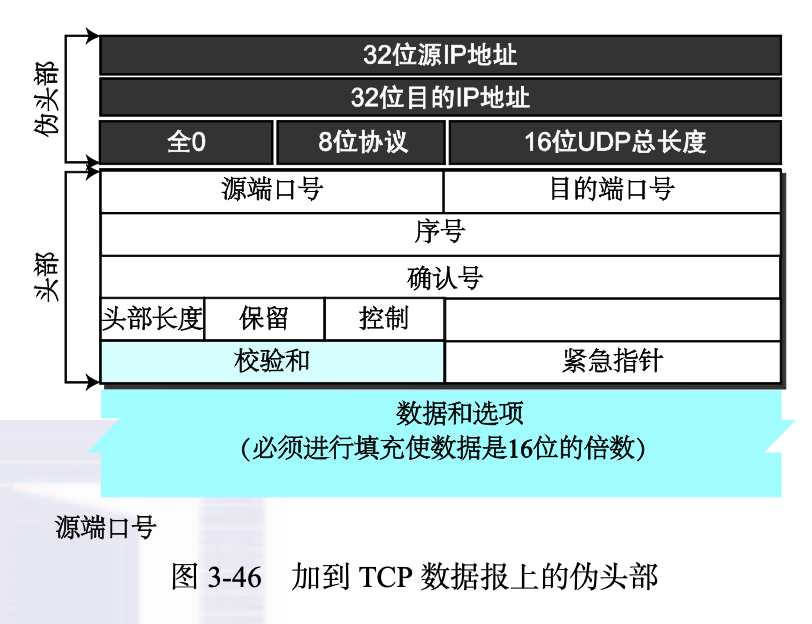 伪头部
32位源IP地址
32位目的IP地址
全0 8位协议 16位UDP总长度
头部
源端口号 目的端口号
序号
确认号
头部长度 保留 控制
校验和 紧急指针
数据和选项
（必须进行填充使数据是16位的倍数）
源端口号
图 3-46 加到 TCP 数据报上的伪头部